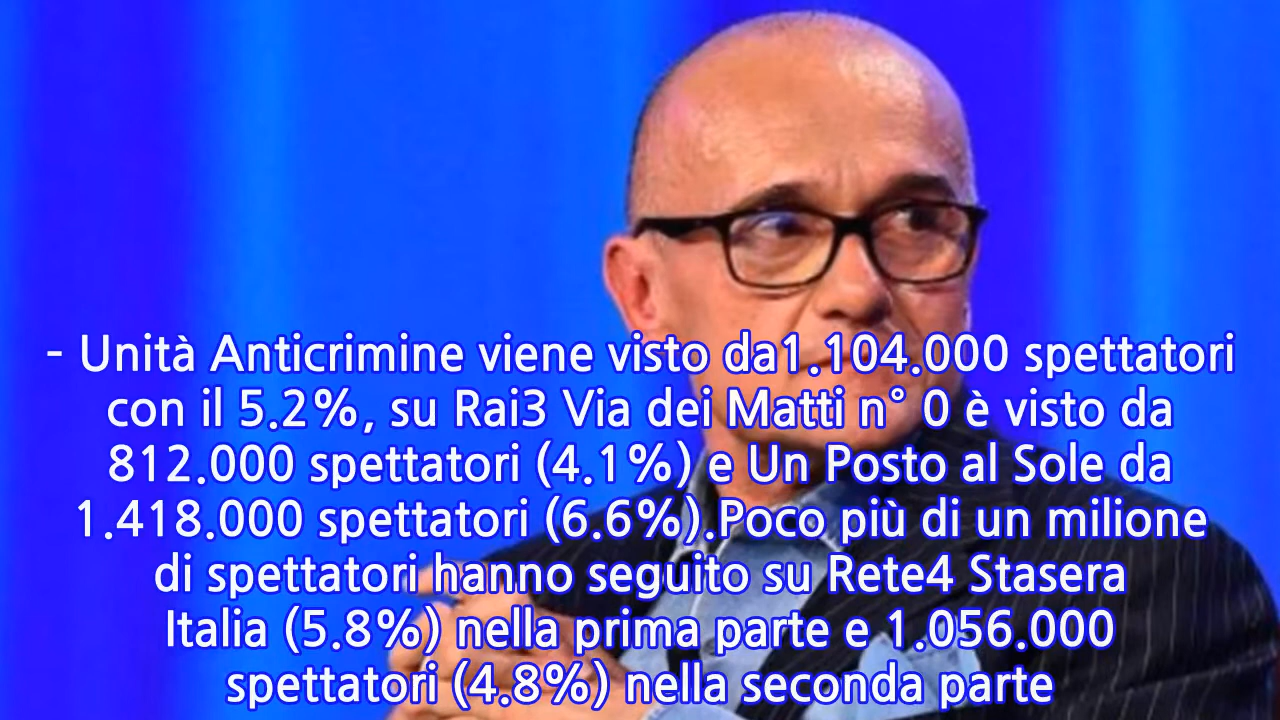 - Unità Anticrimine viene visto da1.104.000 spettatori
con il 5.2%, su Rai3 Via dei Matti n° 0 è visto da
812.000 spettatori (4.1%) e Un Posto al Sole da
1.418.000 spettatori (6.6%).Poco più di un milione
di spettatori hanno seguito su Rete4 Stasera
Italia (5.8%) nella prima parte e 1.056.000
spettatori (4.8%) nella seconda parte